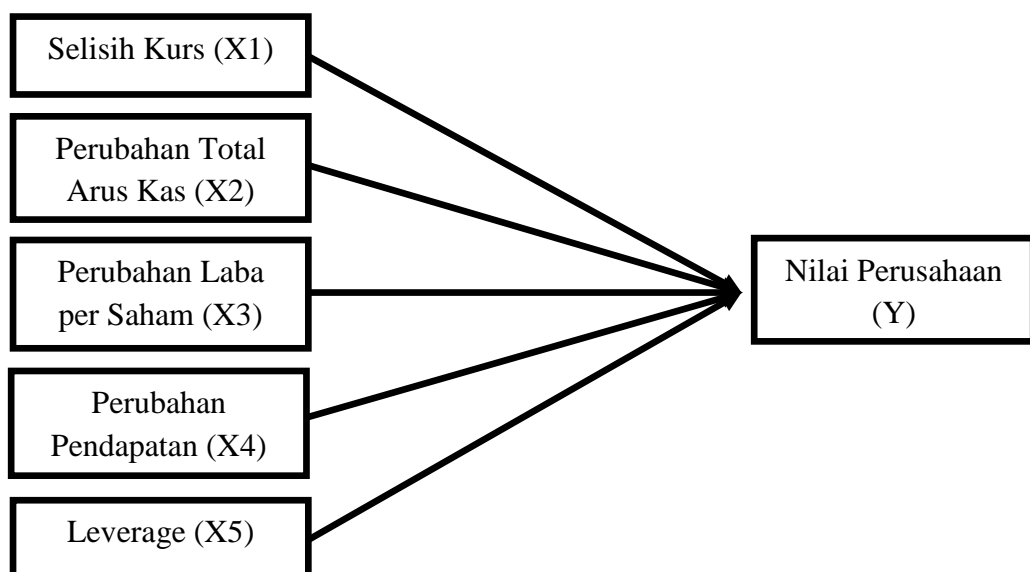 Selisih Kurs (X1)
Perubahan Total
Arus Kas (X2)
Perubahan Laba
per Saham (X3)
Perubahan
Pendapatan (X4)
Leverage (X5)
Nilai Perusahaan
(Y)